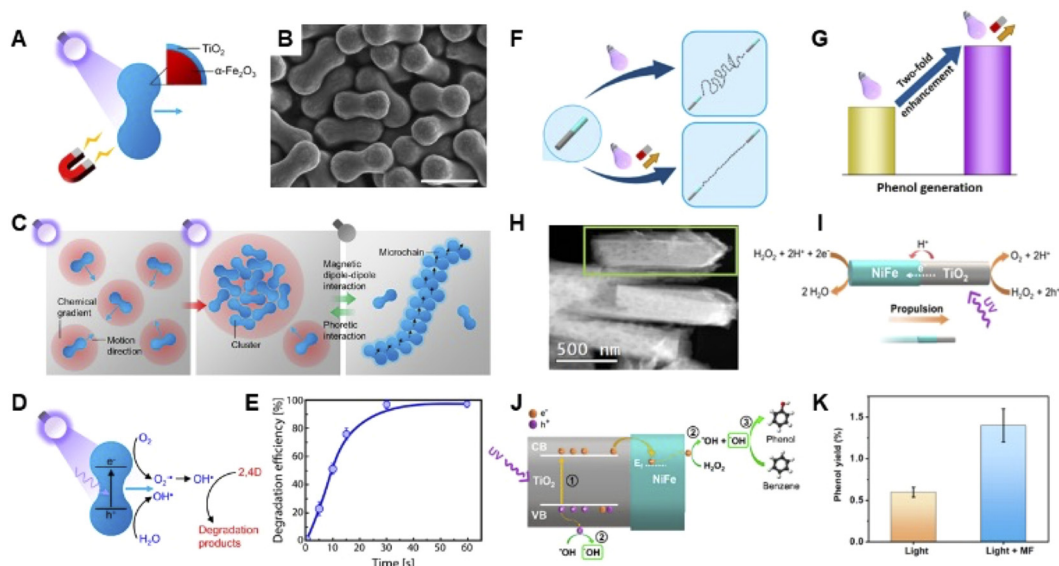 A
TiO2
α-Fe2O3
B
C
Chemical
gradient
Motion
direction
Cluster
Magnetic
dipole-dipole
interaction
Phoretic
interaction
Microchain
D
O2
e-
O2•-
OH•
OH•
h+
H2O
2,4D
Degradation
products
E
Degradation efficiency [%]
100
80
60
40
20
0
0
20
40
60
Time [s]
F
G
Two-fold
enhancement
Phenol generation
H
500 nm
I
H2O2 + 2H+ + 2e-
2 H2O
H+
NiFe
e-
TiO2
O2 + 2H+
H2O2 + 2h+
UV
Propulsion
J
e-
h+
UV
CB
TiO2
①
VB
②
-OH
•OH
Ef
NiFe
②
-OH + •OH
H2O2
③
Phenol
Benzene
K
Phenol yield (%)
1.5
1.0
0.5
0.0
Light
Light + MF